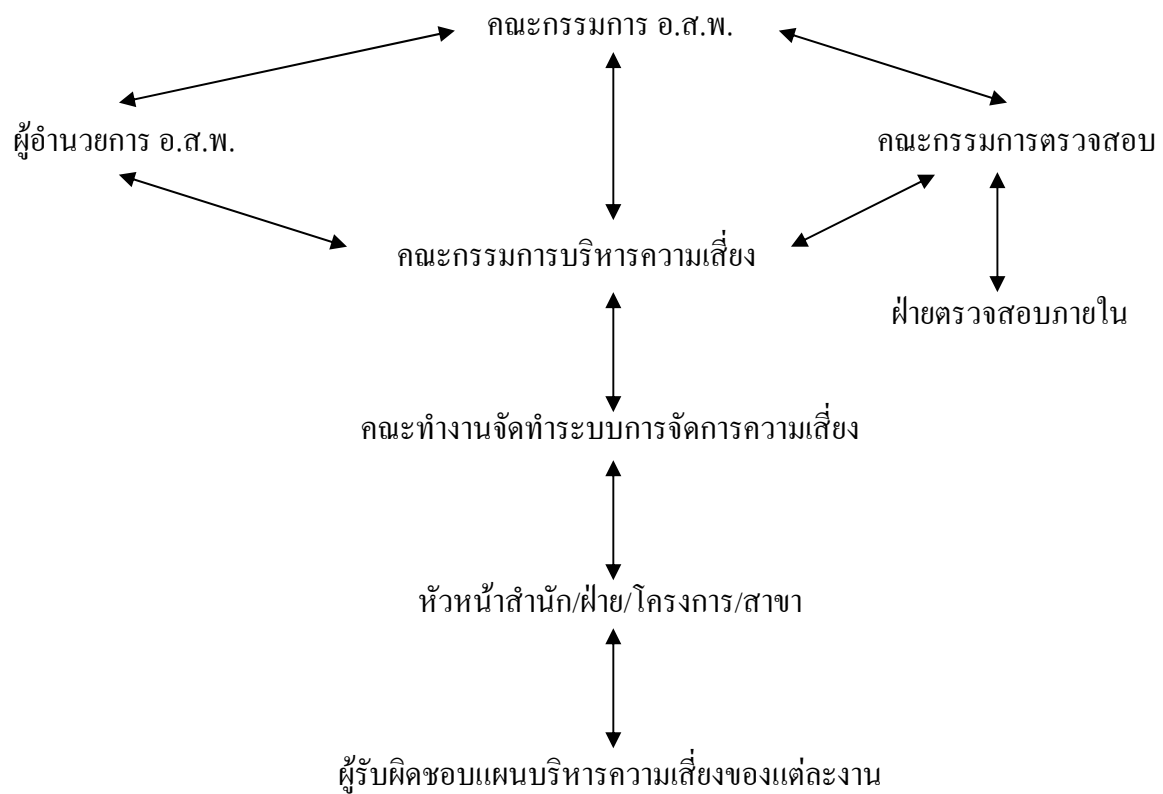 คณะกรรมการ อ.ส.พ.
ผู้อำนวยการ อ.ส.พ.
คณะกรรมการตรวจสอบ
คณะกรรมการบริหารความเสี่ยง
ฝ่ายตรวจสอบภายใน
คณะทำงานจัดทำระบบการจัดการความเสี่ยง
หัวหน้าสำนัก/ฝ่าย/โครงการ/สาขา
ผู้รับผิดชอบแผนบริหารความเสี่ยงของแต่ละงาน